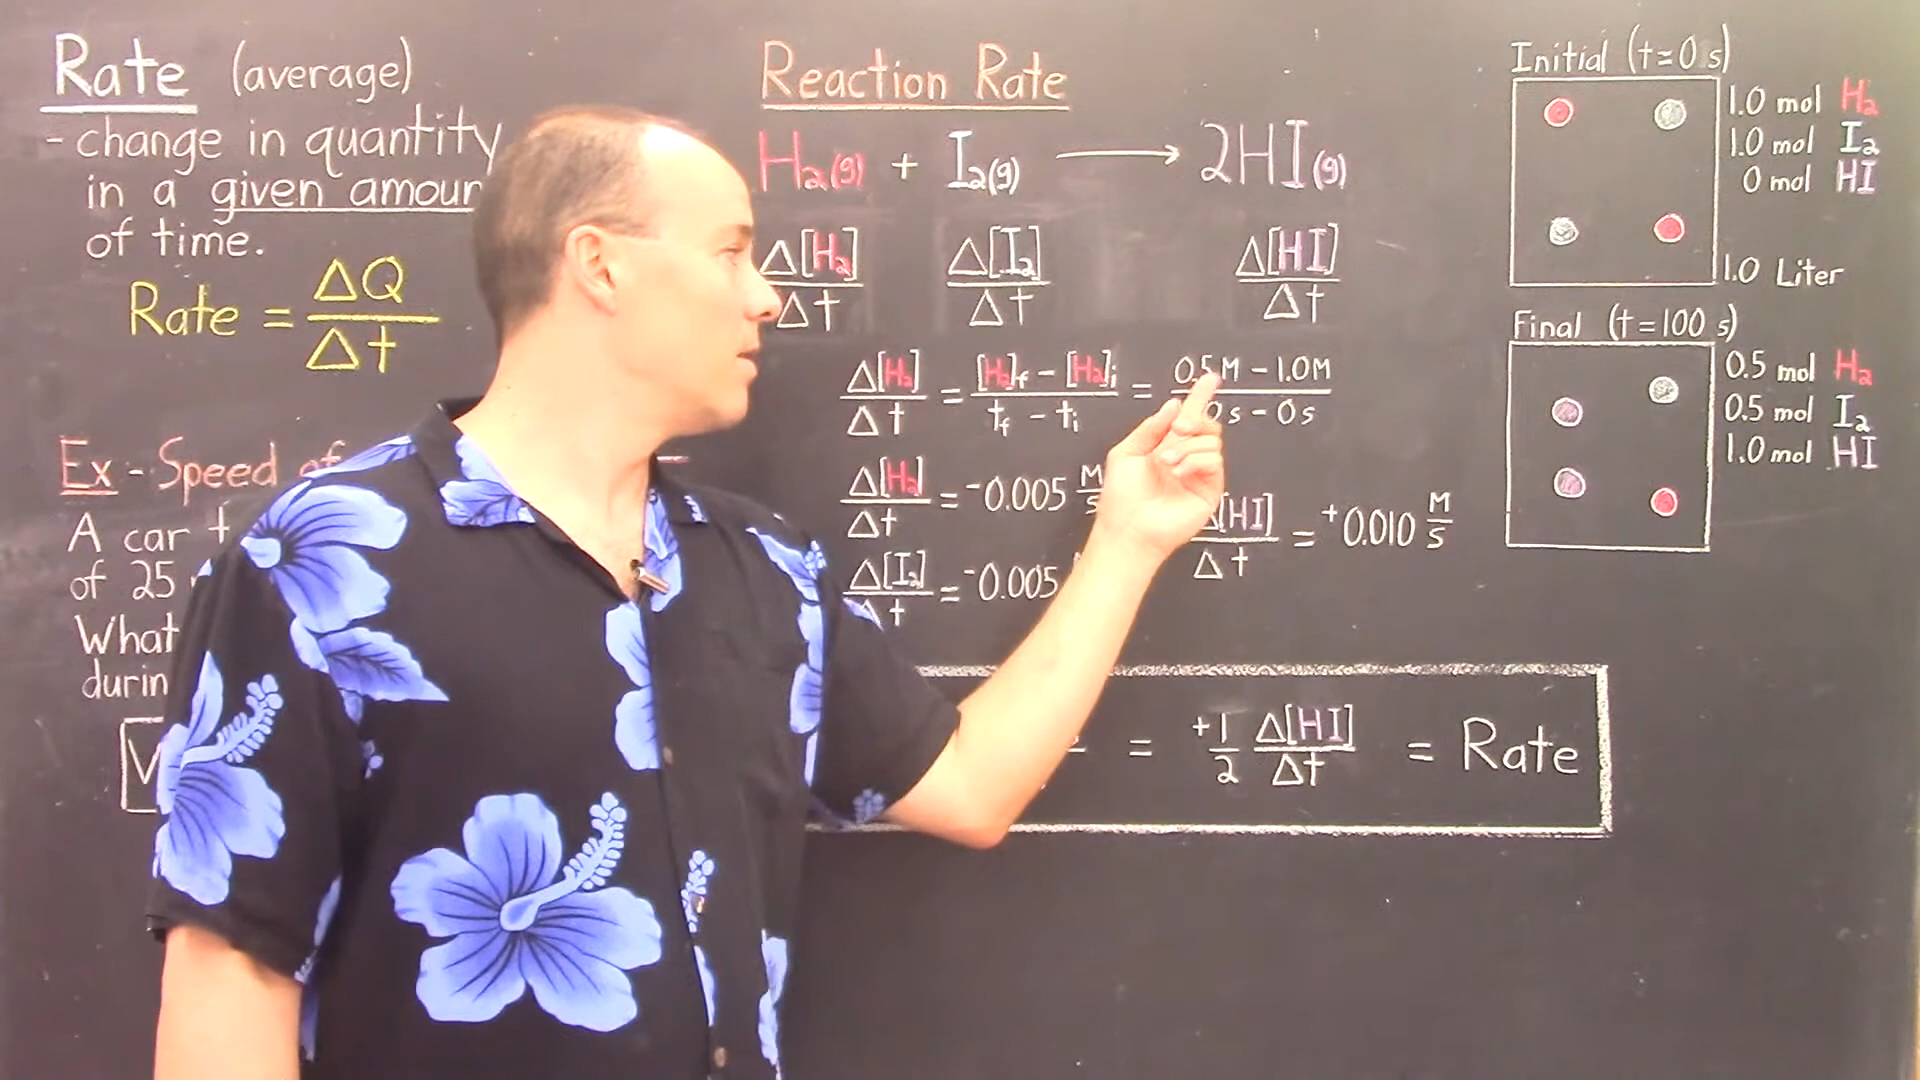 Rate (average)
- change in quantity
in a given amoun
of time.
Rate = ΔQ/Δt
Ex - Speed of
A car
of 25
What
durin
V
Reaction Rate
H₂(g) + I₂(g) ⟶ 2HI(g)
Δ[H₂]/Δt Δ[I₂]/Δt Δ[HI]/Δt
Δ[H₂]/Δt = [H₂]f - [H₂]i / tf - ti = 0.5M - 1.0M / 0s - 0s
Δ[H₂]/Δt = -0.005 M/s
Δ[HI]/Δt = +0.010 M/s
Δ[I₂]/Δt = -0.005
= +1/2 Δ[HI]/Δt = Rate
Initial (t=0 s)
1.0 mol H₂
1.0 mol I₂
0 mol HI
1.0 Liter
Final (t=100 s)
0.5 mol H₂
0.5 mol I₂
1.0 mol HI